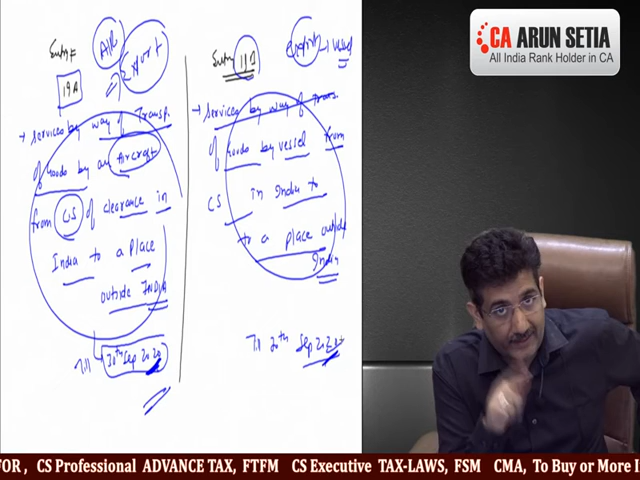 CA ARUN SETIA
All India Rank Holder in CA
Air
Export
19A
→ Services by way of Transp.
of Goods by an Aircraft
from CS of clearance in
India to a Place
outside INDIA
Till 30th Sep 2020
19B
Export
vessel
→ services by way of Trans.
of Goods by vessel from
CS in India to
to a place outside
India
Till 30th Sep 2020
FOR , CS Professional ADVANCE TAX, FTFM CS Executive TAX-LAWS, FSM CMA, To Buy or More I